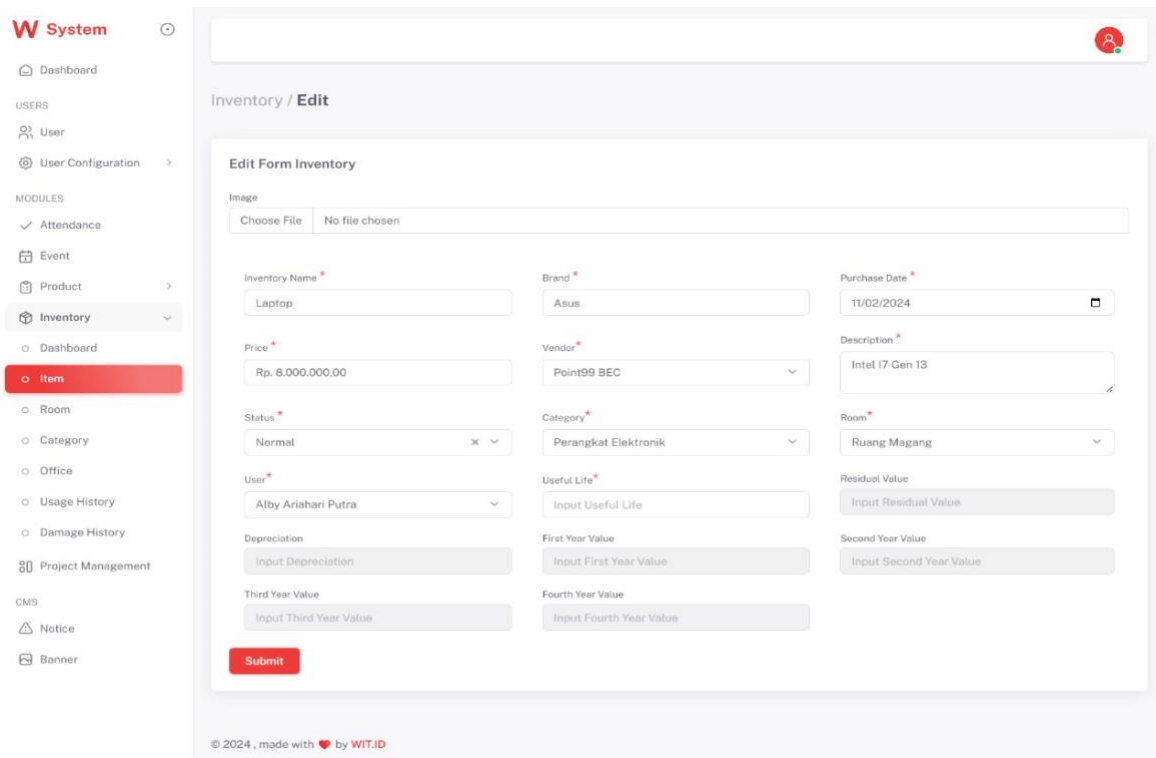 W System
Dashboard
USERS
User
User Configuration
MODULES
Attendance
Event
Product
Inventory
Dashboard
Item
Room
Category
Office
Usage History
Damage History
Project Management
CMS
Notice
Banner
Inventory / Edit
Edit Form Inventory
Image
Choose File No file chosen
Inventory Name * Brand * Purchase Date *
Laptop Asus 11/02/2024
Price * Vendor* Description *
Rp. 8.000.000,00 Point99 BEC Intel I7 Gen 13
Status * Category* Room*
Normal Perangkat Elektronik Ruang Magang
User* Useful Life* Residual Value
Alby Ariahari Putra Input Useful Life Input Residual Value
Depreciation First Year Value Second Year Value
Input Depreciation Input First Year Value Input Second Year Value
Third Year Value Fourth Year Value
Input Third Year Value Input Fourth Year Value
Submit
© 2024 , made with ❤ by WIT.ID